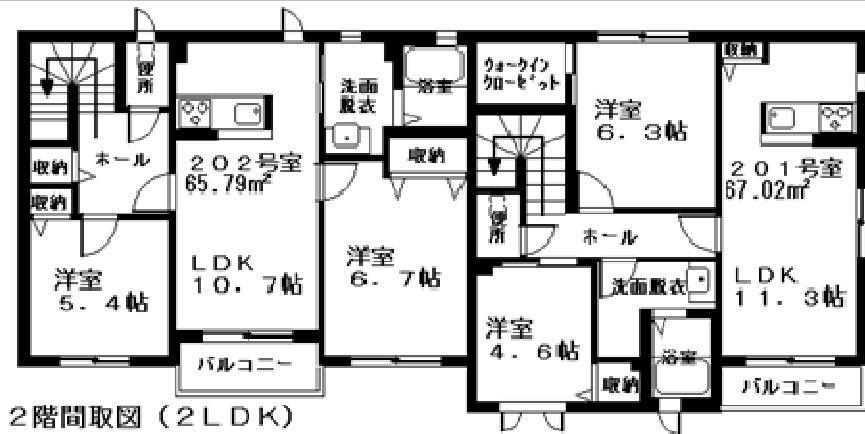 便所
洗面
脱衣
浴室
ウォークイン
クローゼット
洋室
6.3帖
収納
収納
ホール
202号室
65.79㎡
収納
201号室
67.02㎡
収納
便所
ホール
洋室
5.4帖
LDK
10.7帖
洋室
6.7帖
洗面脱衣
LDK
11.3帖
洋室
4.6帖
浴室
収納
バルコニー
バルコニー
2階間取図(2LDK)